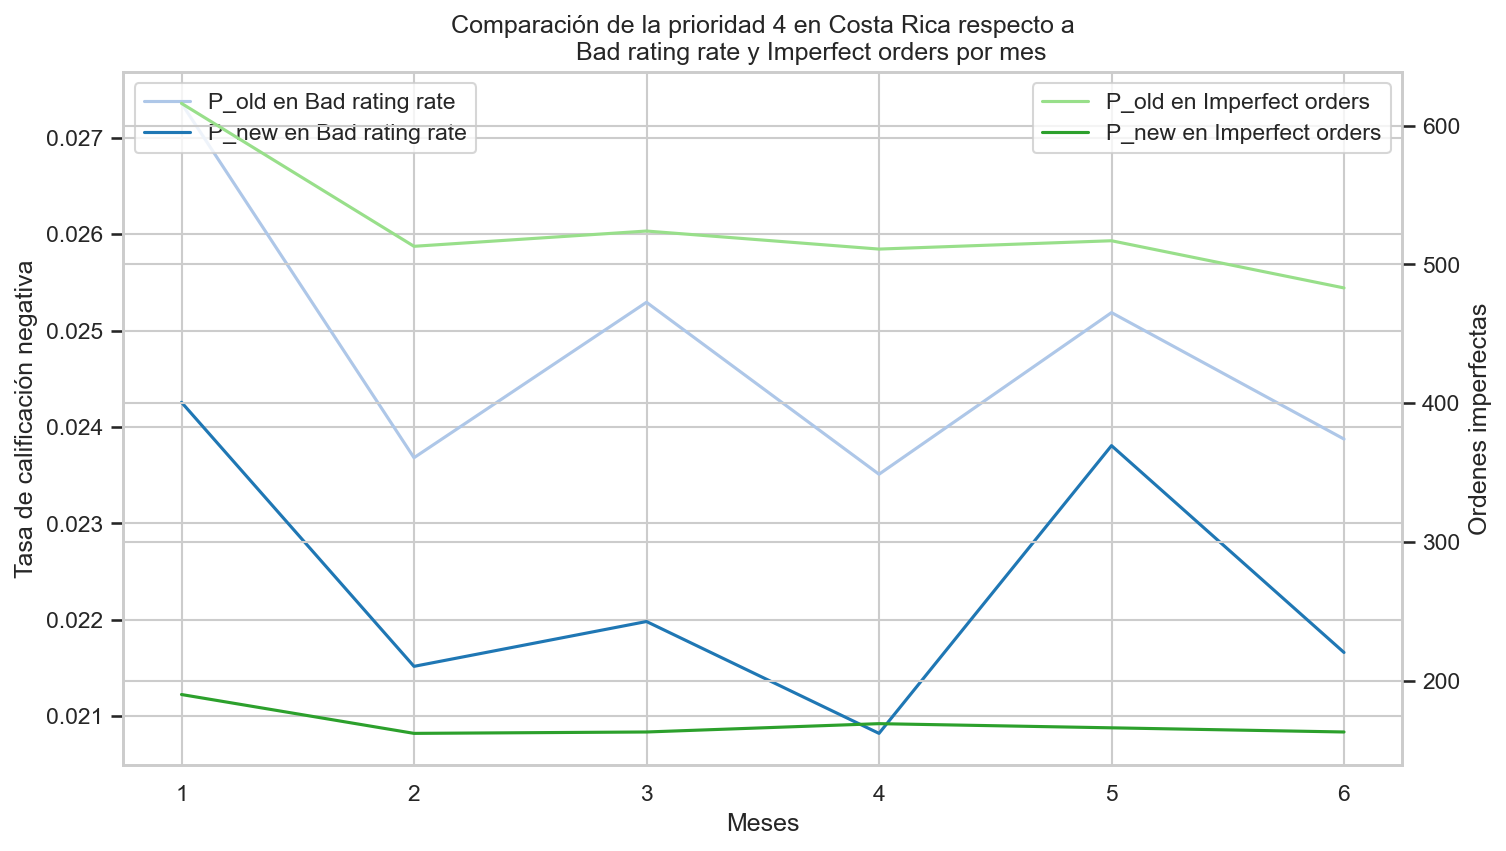 Comparación de la prioridad 4 en Costa Rica respecto a
Bad rating rate y Imperfect orders por mes
P_old en Bad rating rate
P_new en Bad rating rate
P_old en Imperfect orders
P_new en Imperfect orders
Tasa de calificación negativa
0.027
0.026
0.025
0.024
0.023
0.022
0.021
600
500
400
300
200
Ordenes imperfectas
1 2 3 4 5 6
Meses